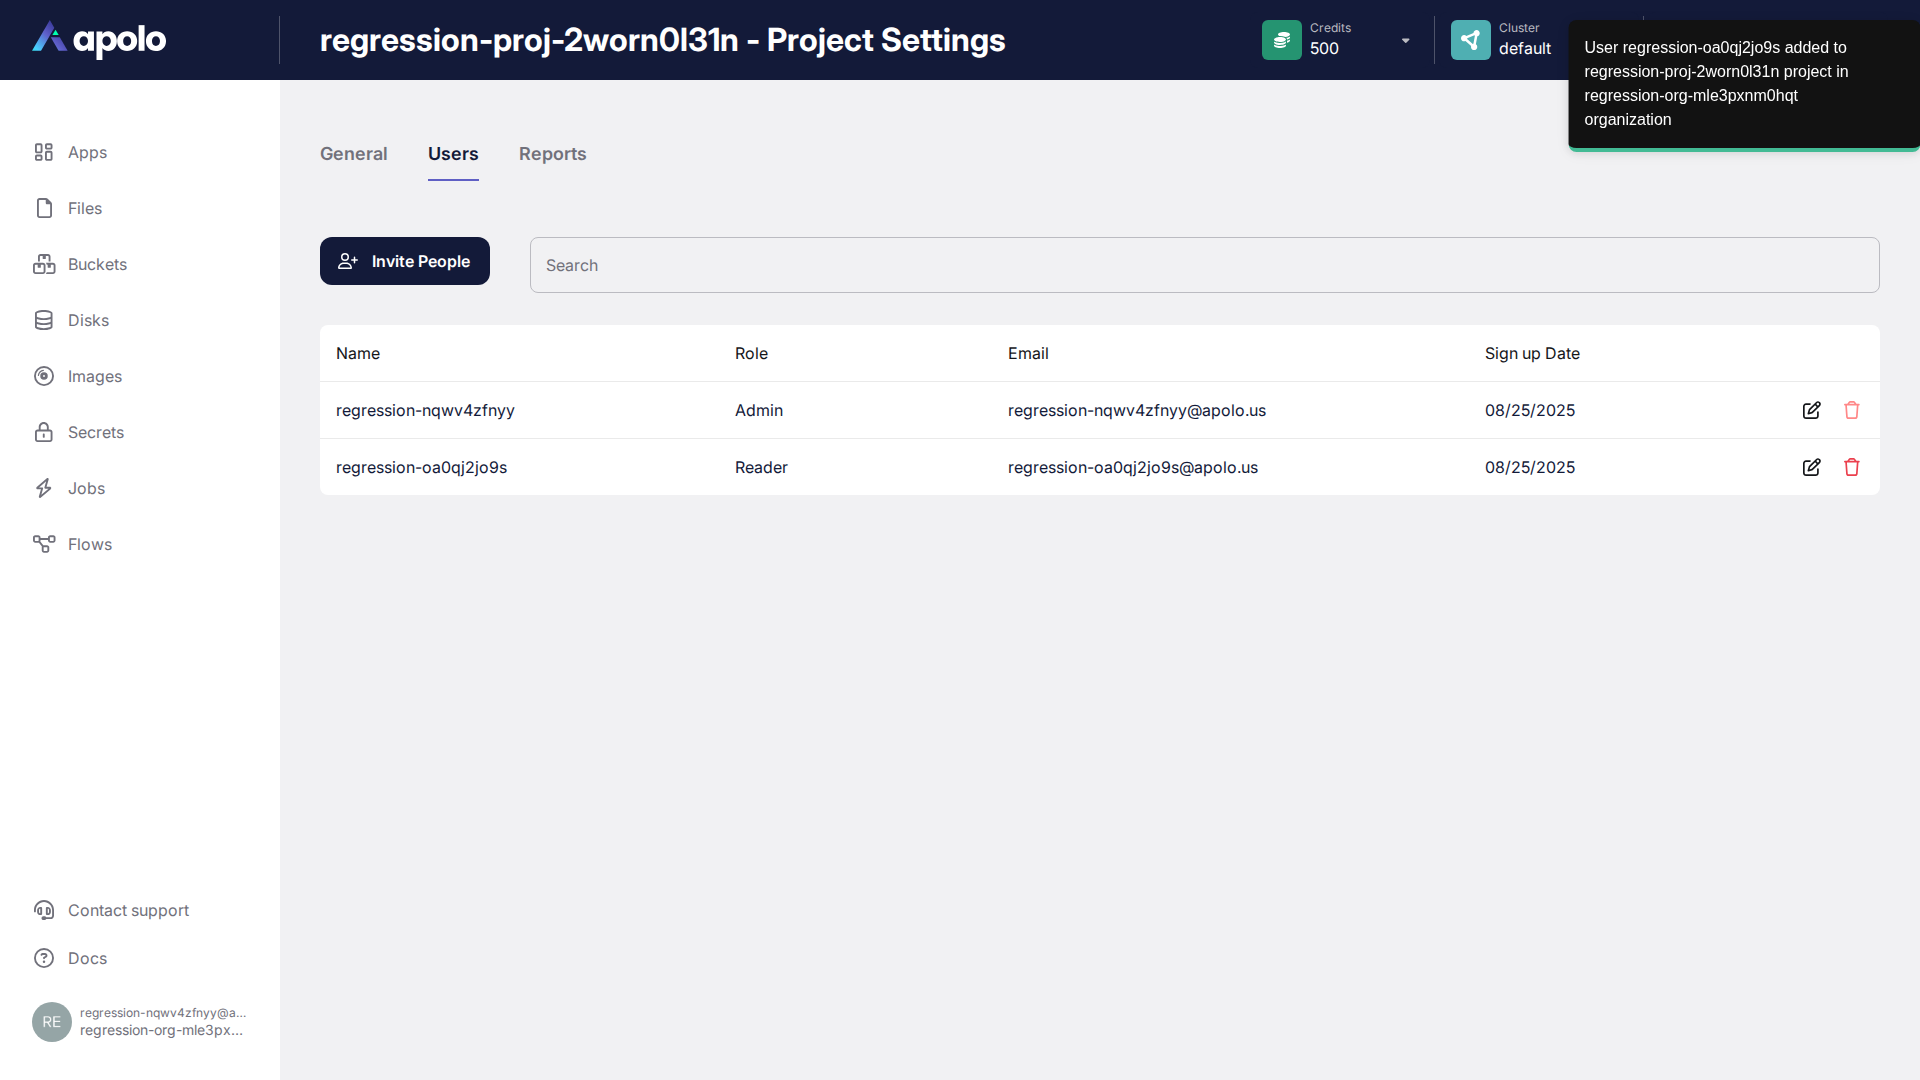 apolo
regression-proj-2worn0l31n - Project Settings
Credits
500
Cluster
default
User regression-oa0qj2jo9s added to
regression-proj-2worn0l31n project in
regression-org-mle3pxnm0hqt
organization
Apps
Files
Buckets
Disks
Images
Secrets
Jobs
Flows
General
Users
Reports
Invite People
Search
Name Role Email Sign up Date
regression-nqwv4zfnyy Admin regression-nqwv4zfnyy@apolo.us 08/25/2025
regression-oa0qj2jo9s Reader regression-oa0qj2jo9s@apolo.us 08/25/2025
Contact support
Docs
RE
regression-nqwv4zfnyy@a...
regression-org-mle3px...